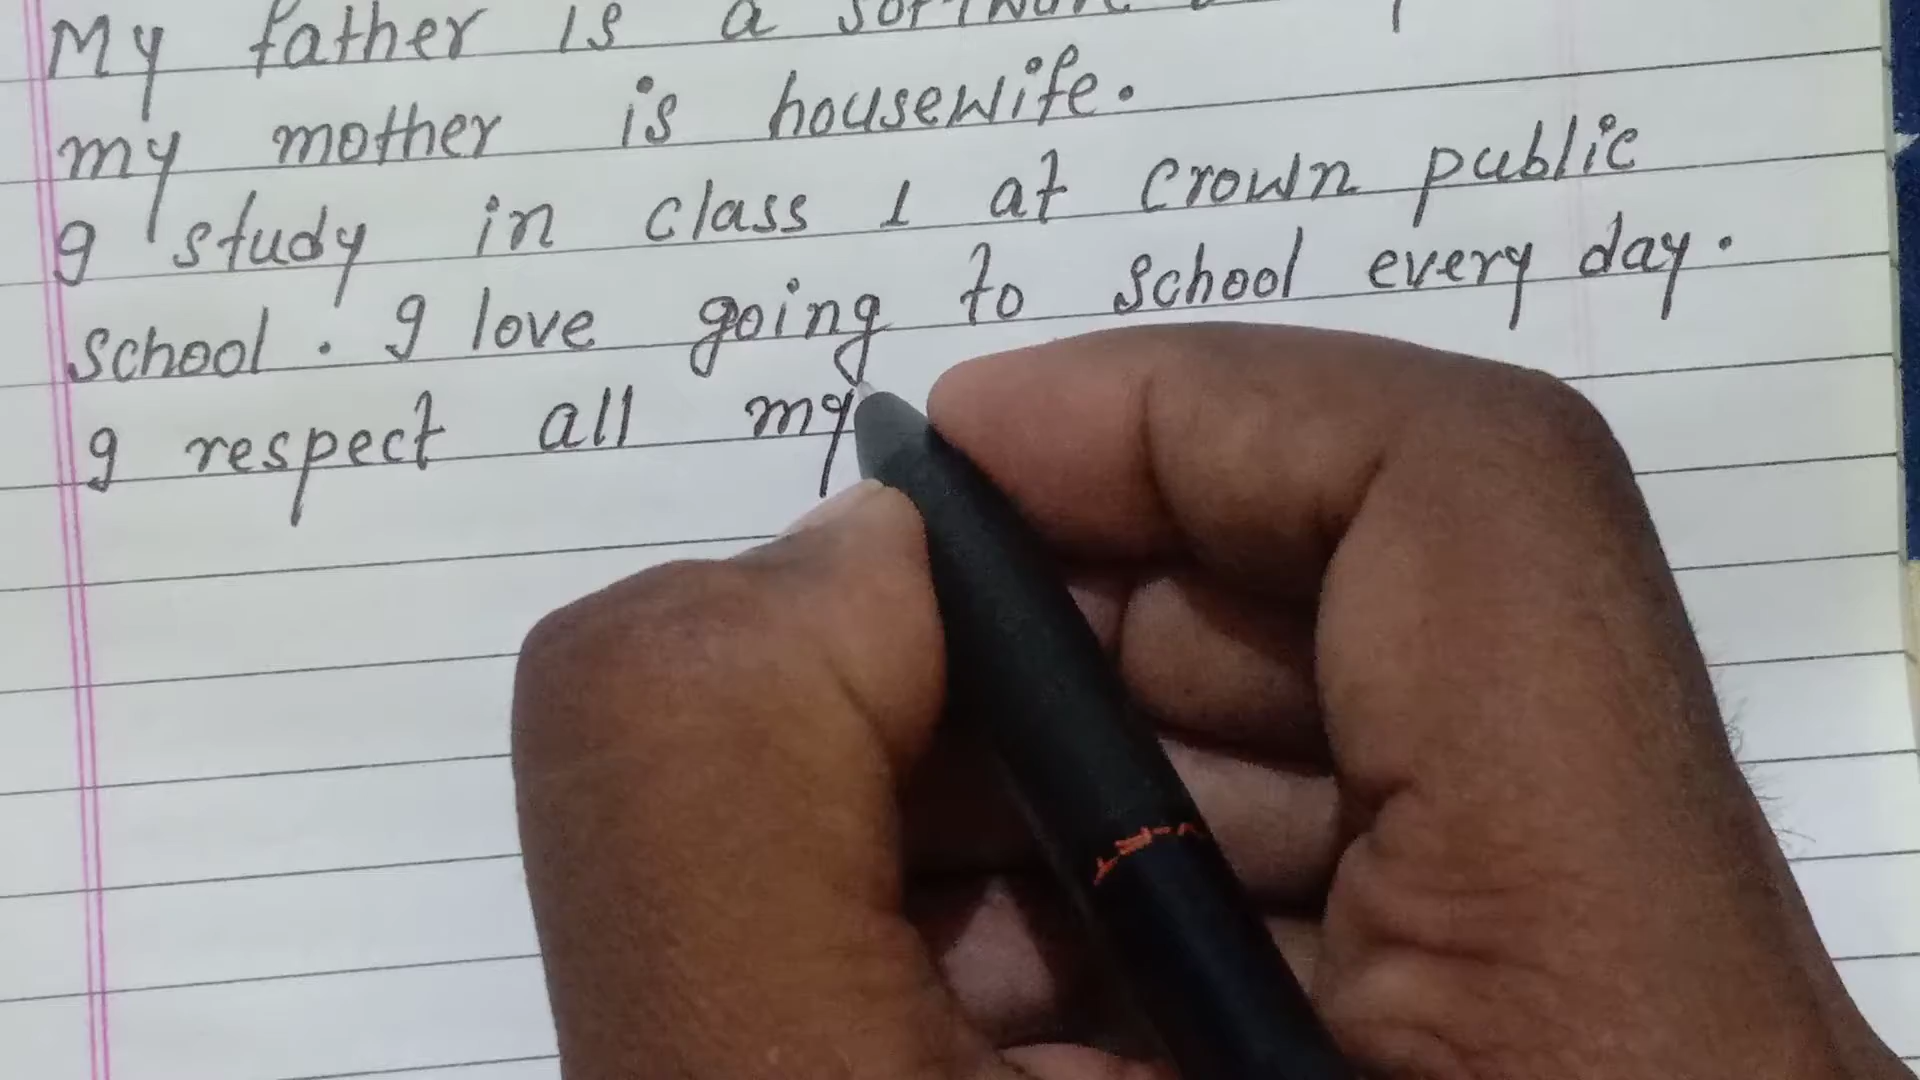 My father is a software
my mother is housewife.
I study in class 1 at crown public
school. I love going to school every day.
I respect all my